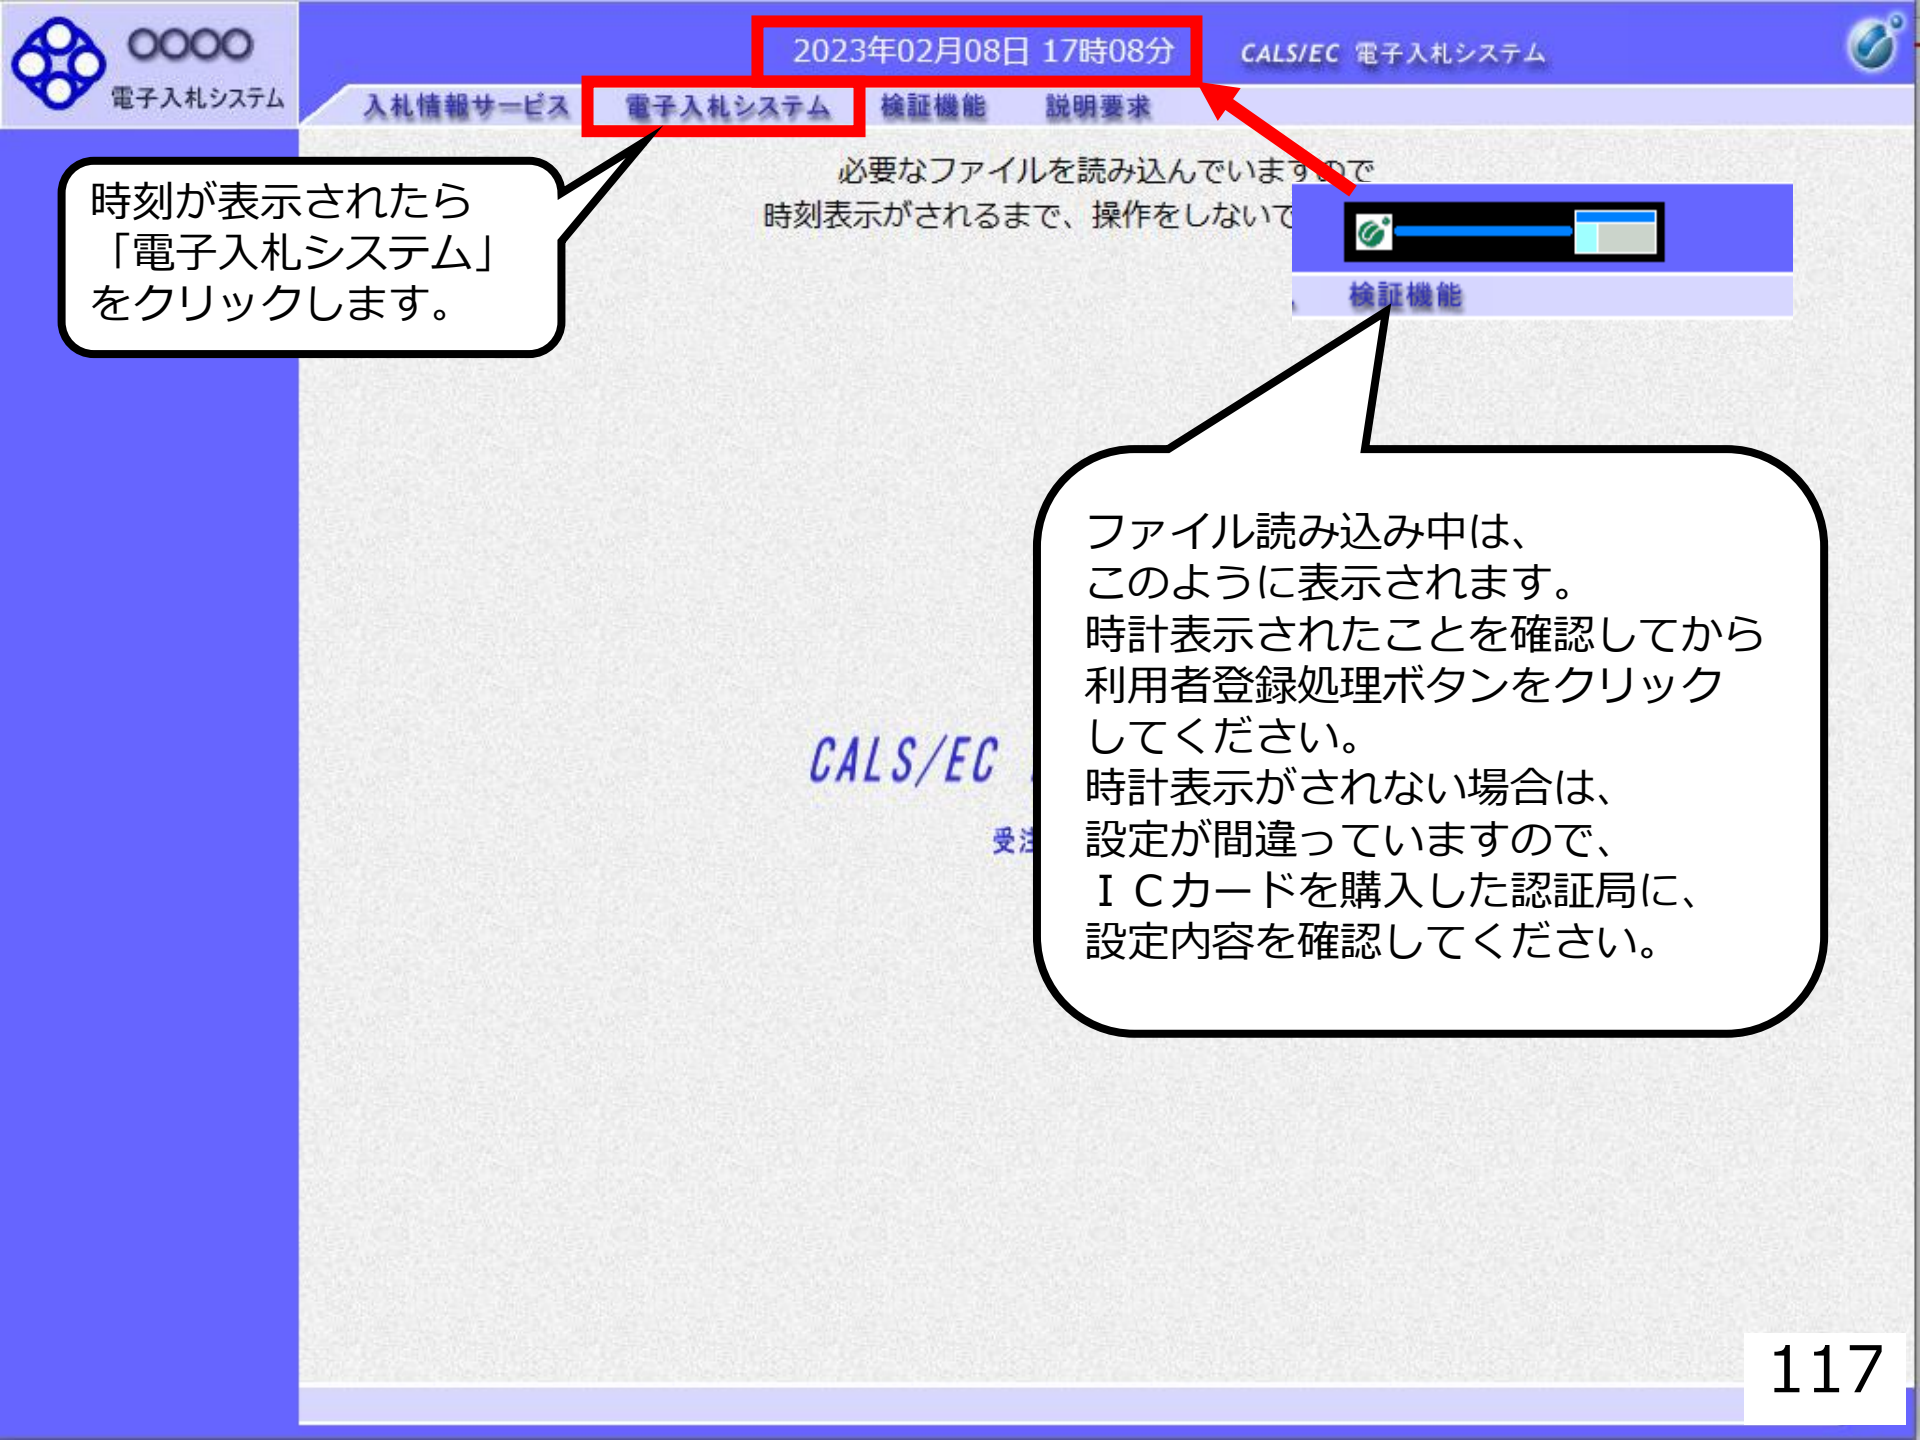 ○○○○
電子入札システム
2023年02月08日 17時08分
CALS/EC 電子入札システム
入札情報サービス 電子入札システム 検証機能 説明要求
必要なファイルを読み込んでいますので
時刻表示がされるまで、操作をしないで
時刻が表示されたら
「電子入札システム」
をクリックします。
検証機能
ファイル読み込み中は、
このように表示されます。
時計表示されたことを確認してから
利用者登録処理ボタンをクリック
してください。
時計表示がされない場合は、
設定が間違っていますので、
ＩＣカードを購入した認証局に、
設定内容を確認してください。
CALS/EC
受注
117